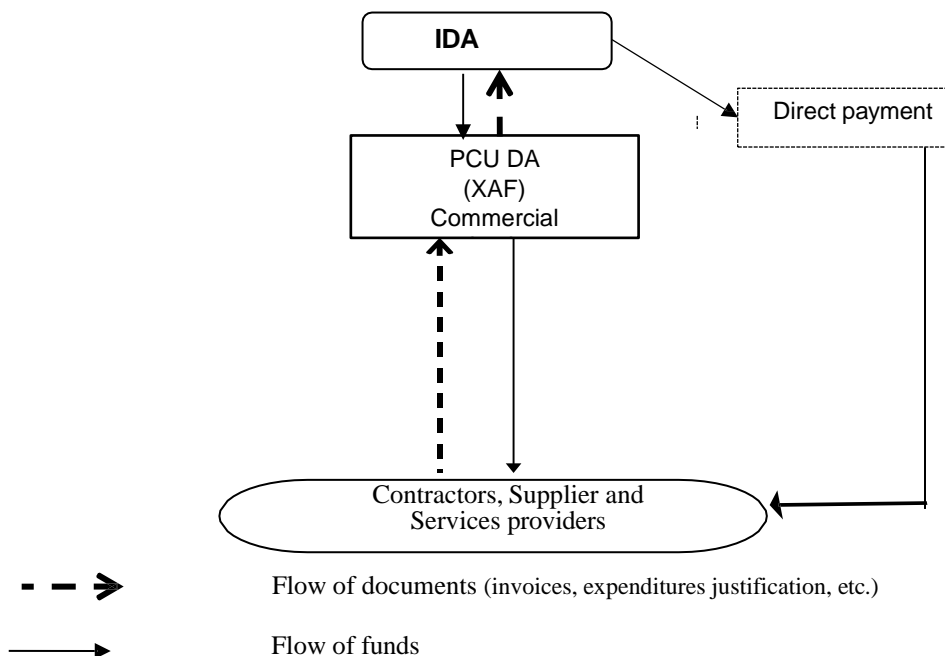 IDA
Direct payment
PCU DA
(XAF)
Commercial
Contractors, Supplier and
Services providers
Flow of documents (invoices, expenditures justification, etc.)
Flow of funds